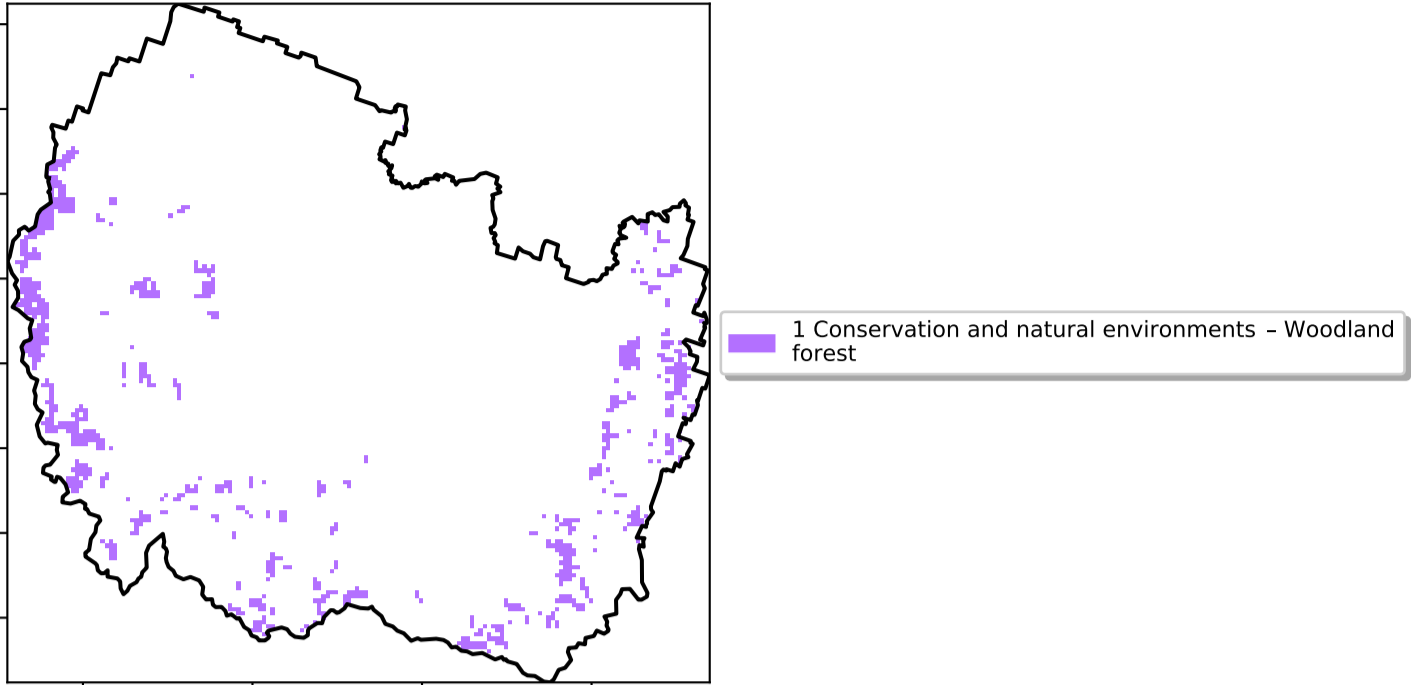 1 Conservation and natural environments – Woodland
forest